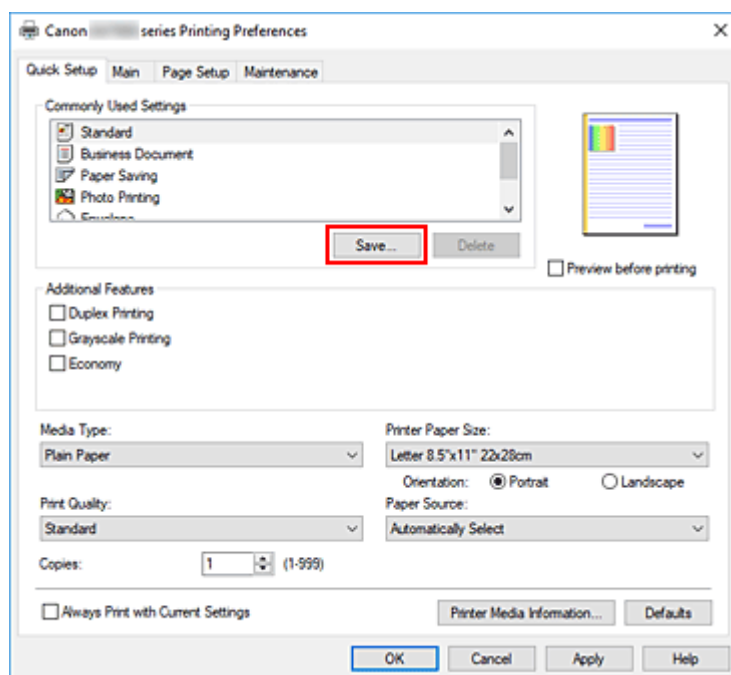 Canon series Printing Preferences
Quick Setup Main Page Setup Maintenance
Commonly Used Settings
Standard
Business Document
Paper Saving
Photo Printing
Save... Delete
Preview before printing
Additional Features
Duplex Printing
Grayscale Printing
Economy
Media Type: Printer Paper Size:
Plain Paper Letter 8.5"x11" 22x28cm
Orientation: Portrait Landscape
Print Quality: Paper Source:
Standard Automatically Select
Copies: 1 (1-999)
Always Print with Current Settings Printer Media Information... Defaults
OK Cancel Apply Help